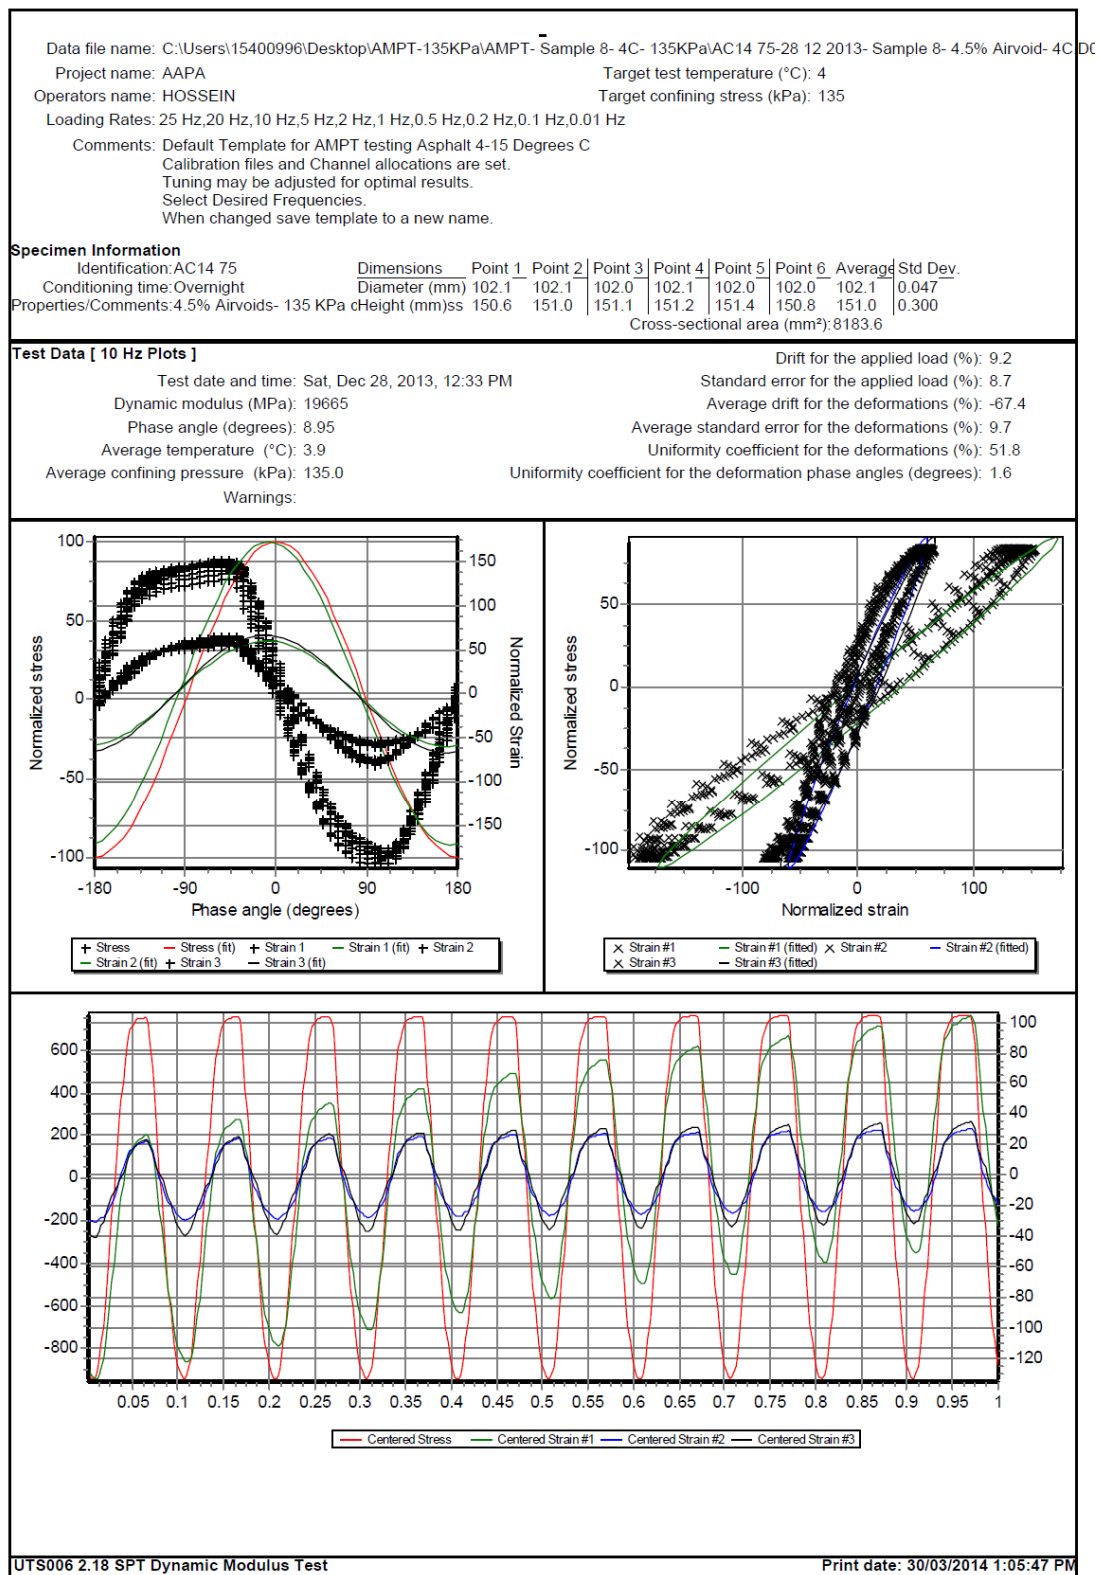 Data file name: C:\Users\15400996\Desktop\AMPT-135KPa\AMPT- Sample 8- 4C- 135KPa\AC14 75-28 12 2013- Sample 8- 4.5% Airvoid- 4C.D0
Project name: AAPA Target test temperature (°C): 4
Operators name: HOSSEIN Target confining stress (kPa): 135
Loading Rates: 25 Hz,20 Hz,10 Hz,5 Hz,2 Hz,1 Hz,0.5 Hz,0.2 Hz,0.1 Hz,0.01 Hz
Comments: Default Template for AMPT testing Asphalt 4-15 Degrees C
Calibration files and Channel allocations are set.
Tuning may be adjusted for optimal results.
Select Desired Frequencies.
When changed save template to a new name.
Specimen Information
Identification: AC14 75 Dimensions Point 1 Point 2 Point 3 Point 4 Point 5 Point 6 Average Std Dev.
Conditioning time: Overnight Diameter (mm) 102.1 102.1 102.0 102.1 102.0 102.0 102.1 0.047
Properties/Comments: 4.5% Airvoids- 135 KPa cHeight (mm)ss 150.6 151.0 151.1 151.2 151.4 150.8 151.0 0.300
Cross-sectional area (mm²): 8183.6
Test Data [ 10 Hz Plots ] Drift for the applied load (%): 9.2
Test date and time: Sat, Dec 28, 2013, 12:33 PM Standard error for the applied load (%): 8.7
Dynamic modulus (MPa): 19665 Average drift for the deformations (%): -67.4
Phase angle (degrees): 8.95 Average standard error for the deformations (%): 9.7
Average temperature (°C): 3.9 Uniformity coefficient for the deformations (%): 51.8
Average confining pressure (kPa): 135.0 Uniformity coefficient for the deformation phase angles (degrees): 1.6
Warnings:
100 50 0 -50 -100
Normalized stress
150 100 50 0 -50 -100 -150
Normalized Strain
-180 -90 0 90 180
Phase angle (degrees)
+ Stress — Stress (fit) + Strain 1 — Strain 1 (fit) + Strain 2
— Strain 2 (fit) + Strain 3 — Strain 3 (fit)
50 0 -50 -100
Normalized stress
-100 0 100
Normalized strain
× Strain #1 — Strain #1 (fitted) × Strain #2 — Strain #2 (fitted)
× Strain #3 — Strain #3 (fitted)
600 400 200 0 -200 -400 -600 -800
100 80 60 40 20 0 -20 -40 -60 -80 -100 -120
0.05 0.1 0.15 0.2 0.25 0.3 0.35 0.4 0.45 0.5 0.55 0.6 0.65 0.7 0.75 0.8 0.85 0.9 0.95 1
— Centered Stress — Centered Strain #1 — Centered Strain #2 — Centered Strain #3
UTS006 2.18 SPT Dynamic Modulus Test Print date: 30/03/2014 1:05:47 PM